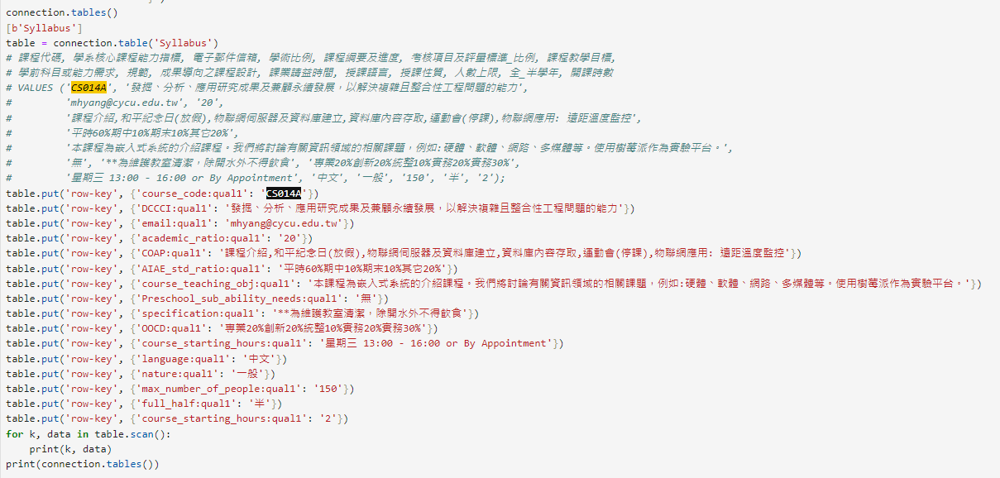 connection.tables()
[b'Syllabus']
table = connection.table('Syllabus')
# 課程代碼, 學系核心課程能力指標, 電子郵件信箱, 學術比例, 課程綱要及進度, 考核項目及評量標準_比例, 課程教學目標,
# 學前科目或能力需求, 規範, 成果導向之課程設計, 課業請益時間, 授課語言, 授課性質, 人數上限, 全_半學年, 開課時數
# VALUES ('CS014A', '發掘、分析、應用研究成果及兼顧永續發展，以解決複雜且整合性工程問題的能力',
#         'mhyang@cycu.edu.tw', '20',
#         '課程介紹,和平紀念日(放假),物聯網伺服器及資料庫建立,資料庫內容存取,運動會(停課),物聯網應用: 遠距溫度監控',
#         '平時60%期中10%期末10%其它20%',
#         '本課程為嵌入式系統的介紹課程。我們將討論有關資訊領域的相關課題，例如:硬體、軟體、網路、多媒體等。使用樹莓派作為實驗平台。',
#         '無', '**為維護教室清潔，除開水外不得飲食', '專業20%創新20%統整10%實務20%實務30%',
#         '星期三 13:00 - 16:00 or By Appointment', '中文', '一般', '150', '半', '2');
table.put('row-key', {'course_code:qual1': 'CS014A'})
table.put('row-key', {'DCCCI:qual1': '發掘、分析、應用研究成果及兼顧永續發展，以解決複雜且整合性工程問題的能力'})
table.put('row-key', {'email:qual1': 'mhyang@cycu.edu.tw'})
table.put('row-key', {'academic_ratio:qual1': '20'})
table.put('row-key', {'COAP:qual1': '課程介紹,和平紀念日(放假),物聯網伺服器及資料庫建立,資料庫內容存取,運動會(停課),物聯網應用: 遠距溫度監控'})
table.put('row-key', {'AIAE_std_ratio:qual1': '平時60%期中10%期末10%其它20%'})
table.put('row-key', {'course_teaching_obj:qual1': '本課程為嵌入式系統的介紹課程。我們將討論有關資訊領域的相關課題，例如:硬體、軟體、網路、多媒體等。使用樹莓派作為實驗平台。'})
table.put('row-key', {'Preschool_sub_ability_needs:qual1': '無'})
table.put('row-key', {'specification:qual1': '**為維護教室清潔，除開水外不得飲食'})
table.put('row-key', {'OOCD:qual1': '專業20%創新20%統整10%實務20%實務30%'})
table.put('row-key', {'course_starting_hours:qual1': '星期三 13:00 - 16:00 or By Appointment'})
table.put('row-key', {'language:qual1': '中文'})
table.put('row-key', {'nature:qual1': '一般'})
table.put('row-key', {'max_number_of_people:qual1': '150'})
table.put('row-key', {'full_half:qual1': '半'})
table.put('row-key', {'course_starting_hours:qual1': '2'})
for k, data in table.scan():
    print(k, data)
print(connection.tables())